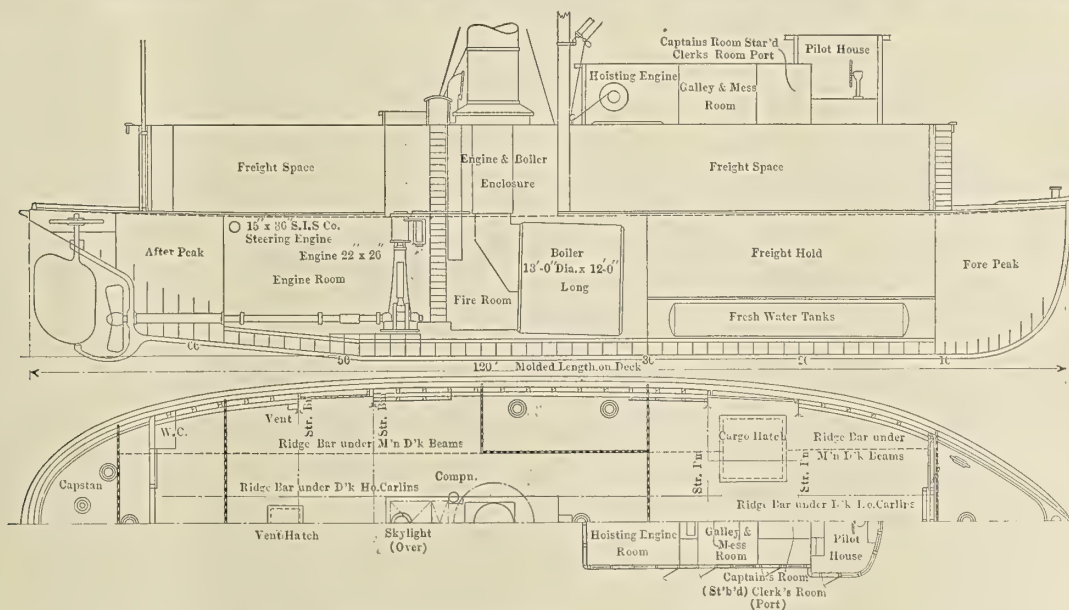 Captains Room Star'd
Clerks Room Port
Pilot House
Hoisting Engine
Galley & Mess
Room
Freight Space
Engine & Boiler
Enclosure
Freight Space
15" x 36" S.I.S Co.
Steering Engine
After Peak
Engine 22" x 26"
Engine Room
Boiler
13'-0" Dia. x 12'-0"
Long
Fire Room
Freight Hold
Fore Peak
Fresh Water Tanks
60
50
30
20
10
120' Molded Length on Deck
W.C.
Vent
Str. B'm
Str. B'm
Ridge Bar under M'n D'k Beams
Cargo Hatch
Ridge Bar under
M'n D'k Beams
Str. B'm
Str. B'm
Capstan
Compn.
Ridge Bar under D'k Ho. Carlins
Ridge Bar under D'k Ho. Carlins
Vent Hatch
Skylight
(Over)
Hoisting Engine
Room
Galley &
Mess
Room
Pilot
House
Captain's Room
(St'b'd) Clerk's Room
(Port)